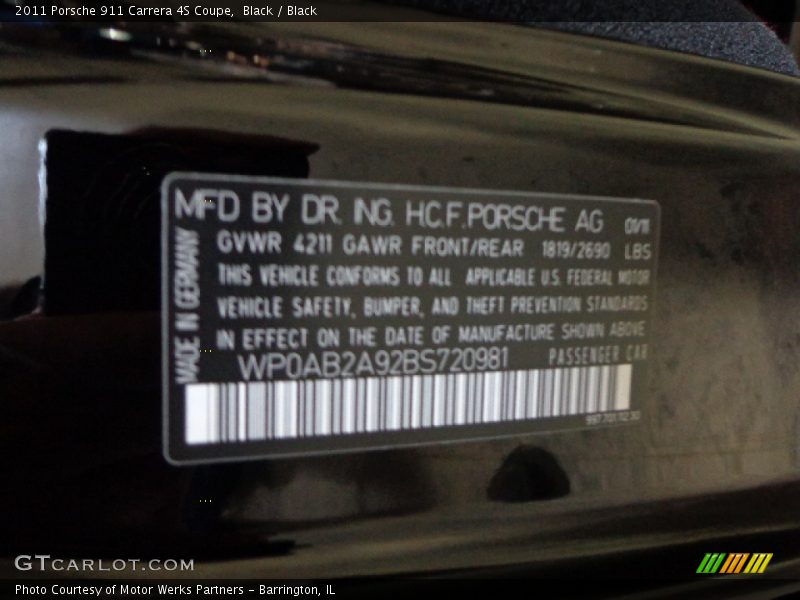 2011 Porsche 911 Carrera 4S Coupe,  Black / Black
MFD BY DR. ING. H.C.F. PORSCHE AG 01/11
GVWR 4211 GAWR FRONT/REAR 1819/2690 LBS
THIS VEHICLE CONFORMS TO ALL APPLICABLE U.S. FEDERAL MOTOR
VEHICLE SAFETY, BUMPER, AND THEFT PREVENTION STANDARDS
IN EFFECT ON THE DATE OF MANUFACTURE SHOWN ABOVE
WP0AB2A92BS720981 PASSENGER CAR
MADE IN GERMANY
GTCARLOT.COM
Photo Courtesy of Motor Werks Partners - Barrington, IL